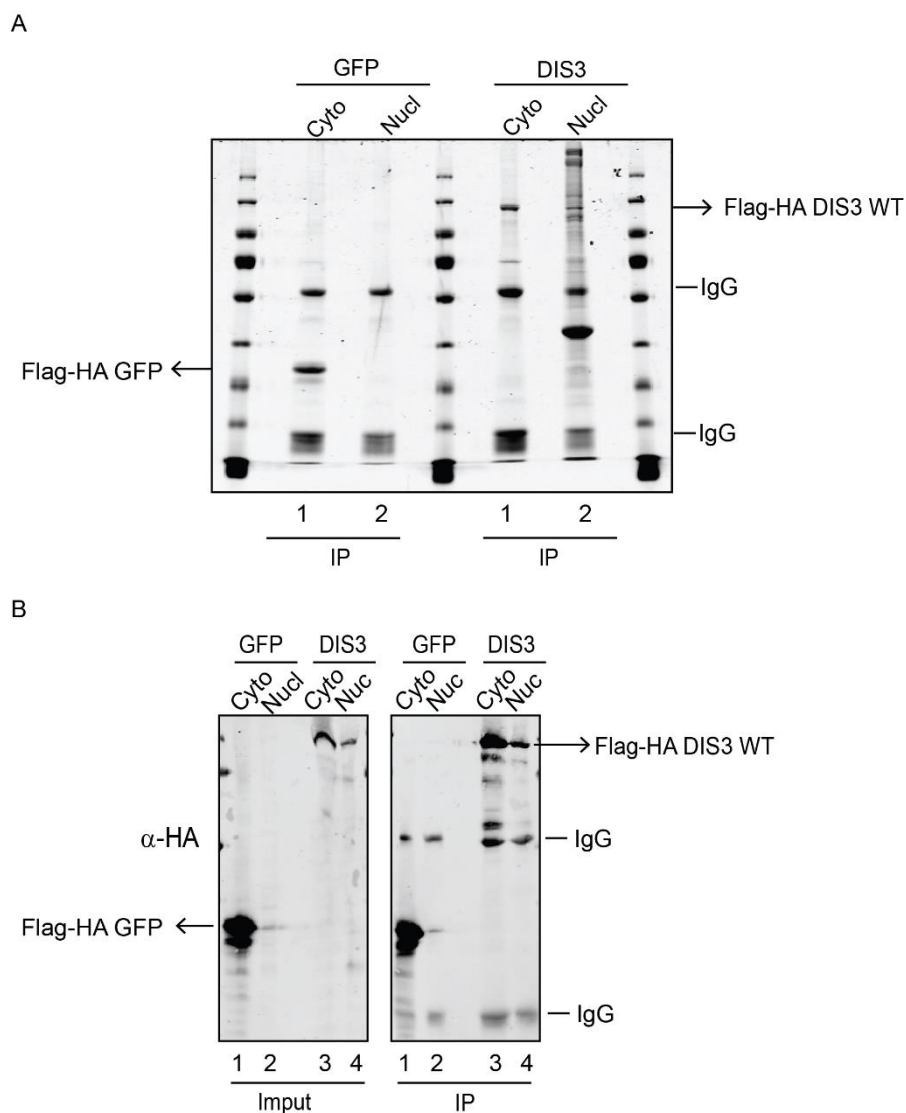 A
GFP DIS3
Cyto Nucl Cyto Nucl
Flag-HA DIS3 WT
IgG
Flag-HA GFP
IgG
1 2 1 2
IP IP
B
GFP DIS3 GFP DIS3
Cyto Nucl Cyto Nuc Cyto Nuc Cyto Nuc
Flag-HA DIS3 WT
α-HA
IgG
Flag-HA GFP
IgG
1 2 3 4 1 2 3 4
Imput IP